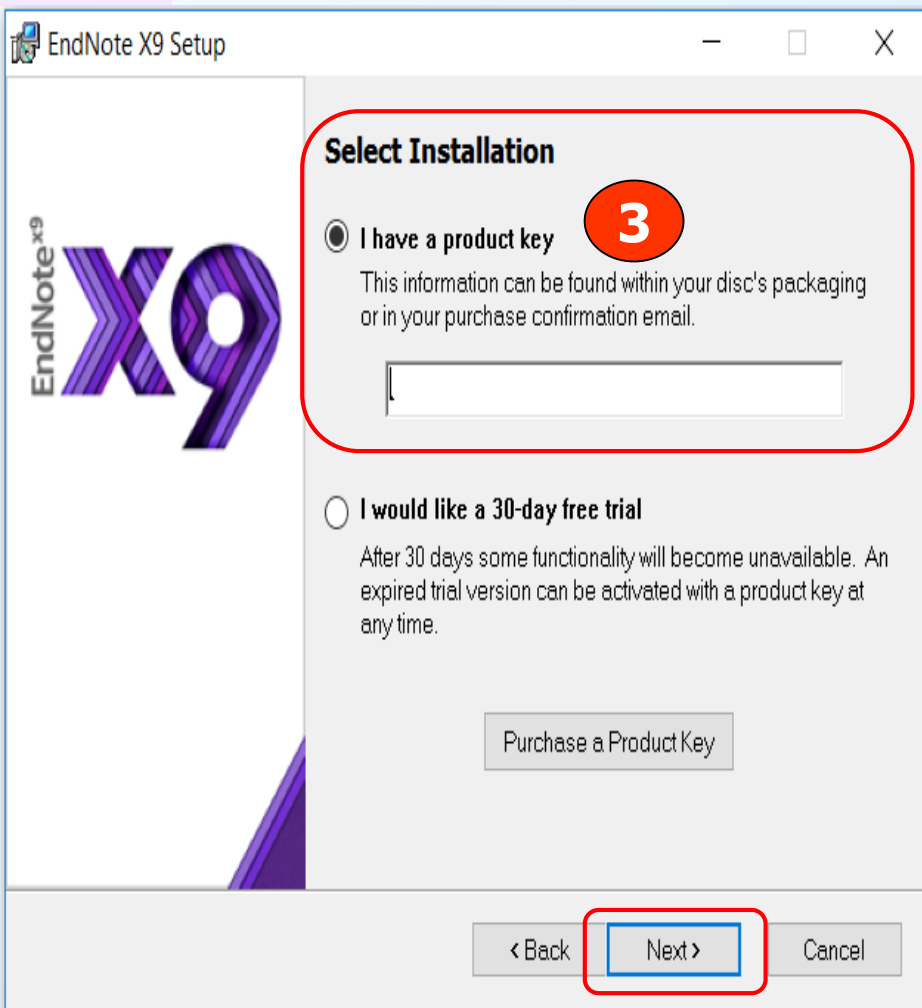 EndNote X9 Setup
EndNote x9
X9
Select Installation
3
I have a product key
This information can be found within your disc's packaging
or in your purchase confirmation email.
I would like a 30-day free trial
After 30 days some functionality will become unavailable. An
expired trial version can be activated with a product key at
any time.
Purchase a Product Key
< Back
Next >
Cancel